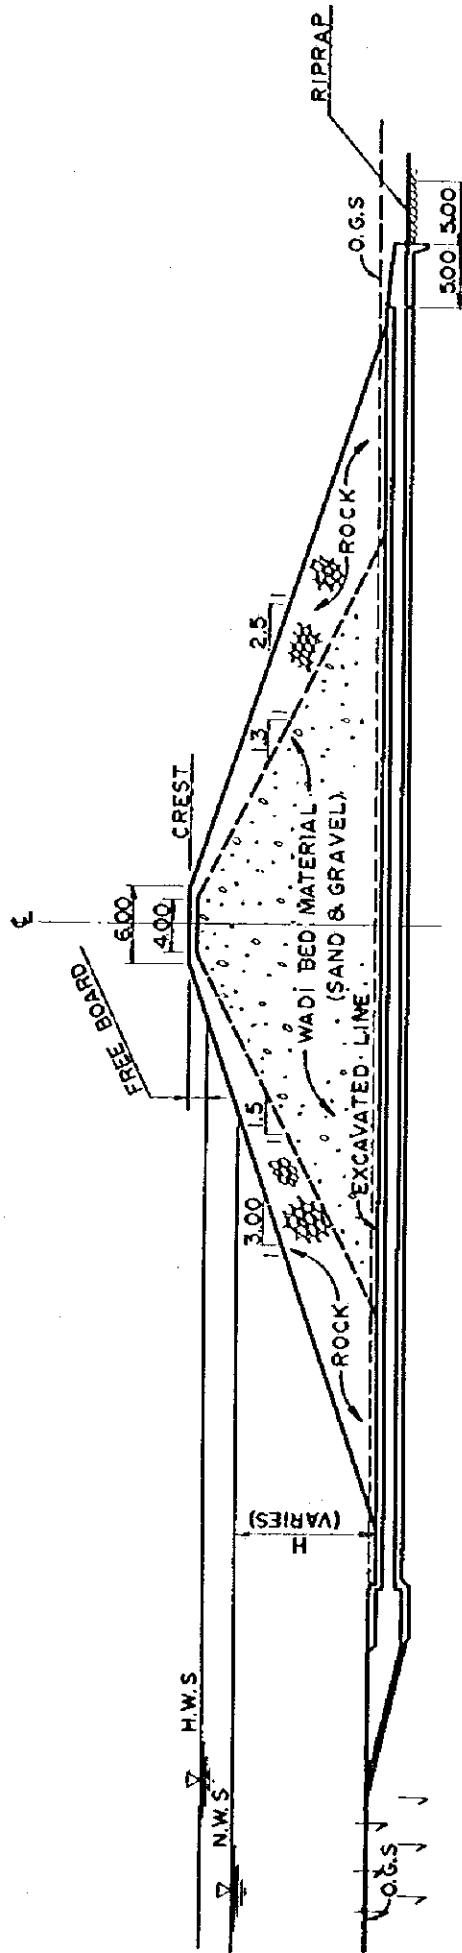 ℄
FREE BOARD
6.00
4.00
CREST
H.W.S
N.W.S
H
(VARIES)
1
3.00
1
1.5
1.3
1
2.5
1
ROCK
ROCK
WADI BED MATERIAL
(SAND & GRAVEL)
EXCAVATED LINE
O.G.S
O.G.S
RIPRAP
5.00 5.00